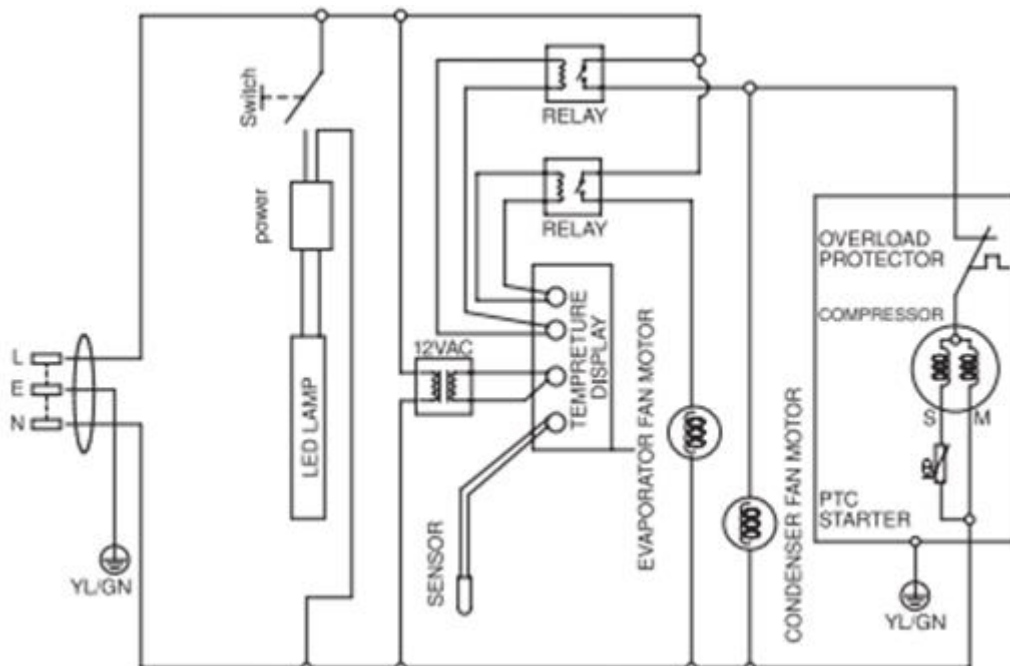 Switch
RELAY
RELAY
power
OVERLOAD
PROTECTOR
COMPRESSOR
12VAC
TEMPRETURE
DISPLAY
L
E
N
LED LAMP
EVAPORATOR FAN MOTOR
CONDENSER FAN MOTOR
S M
PTC
STARTER
SENSOR
YL/GN
YL/GN